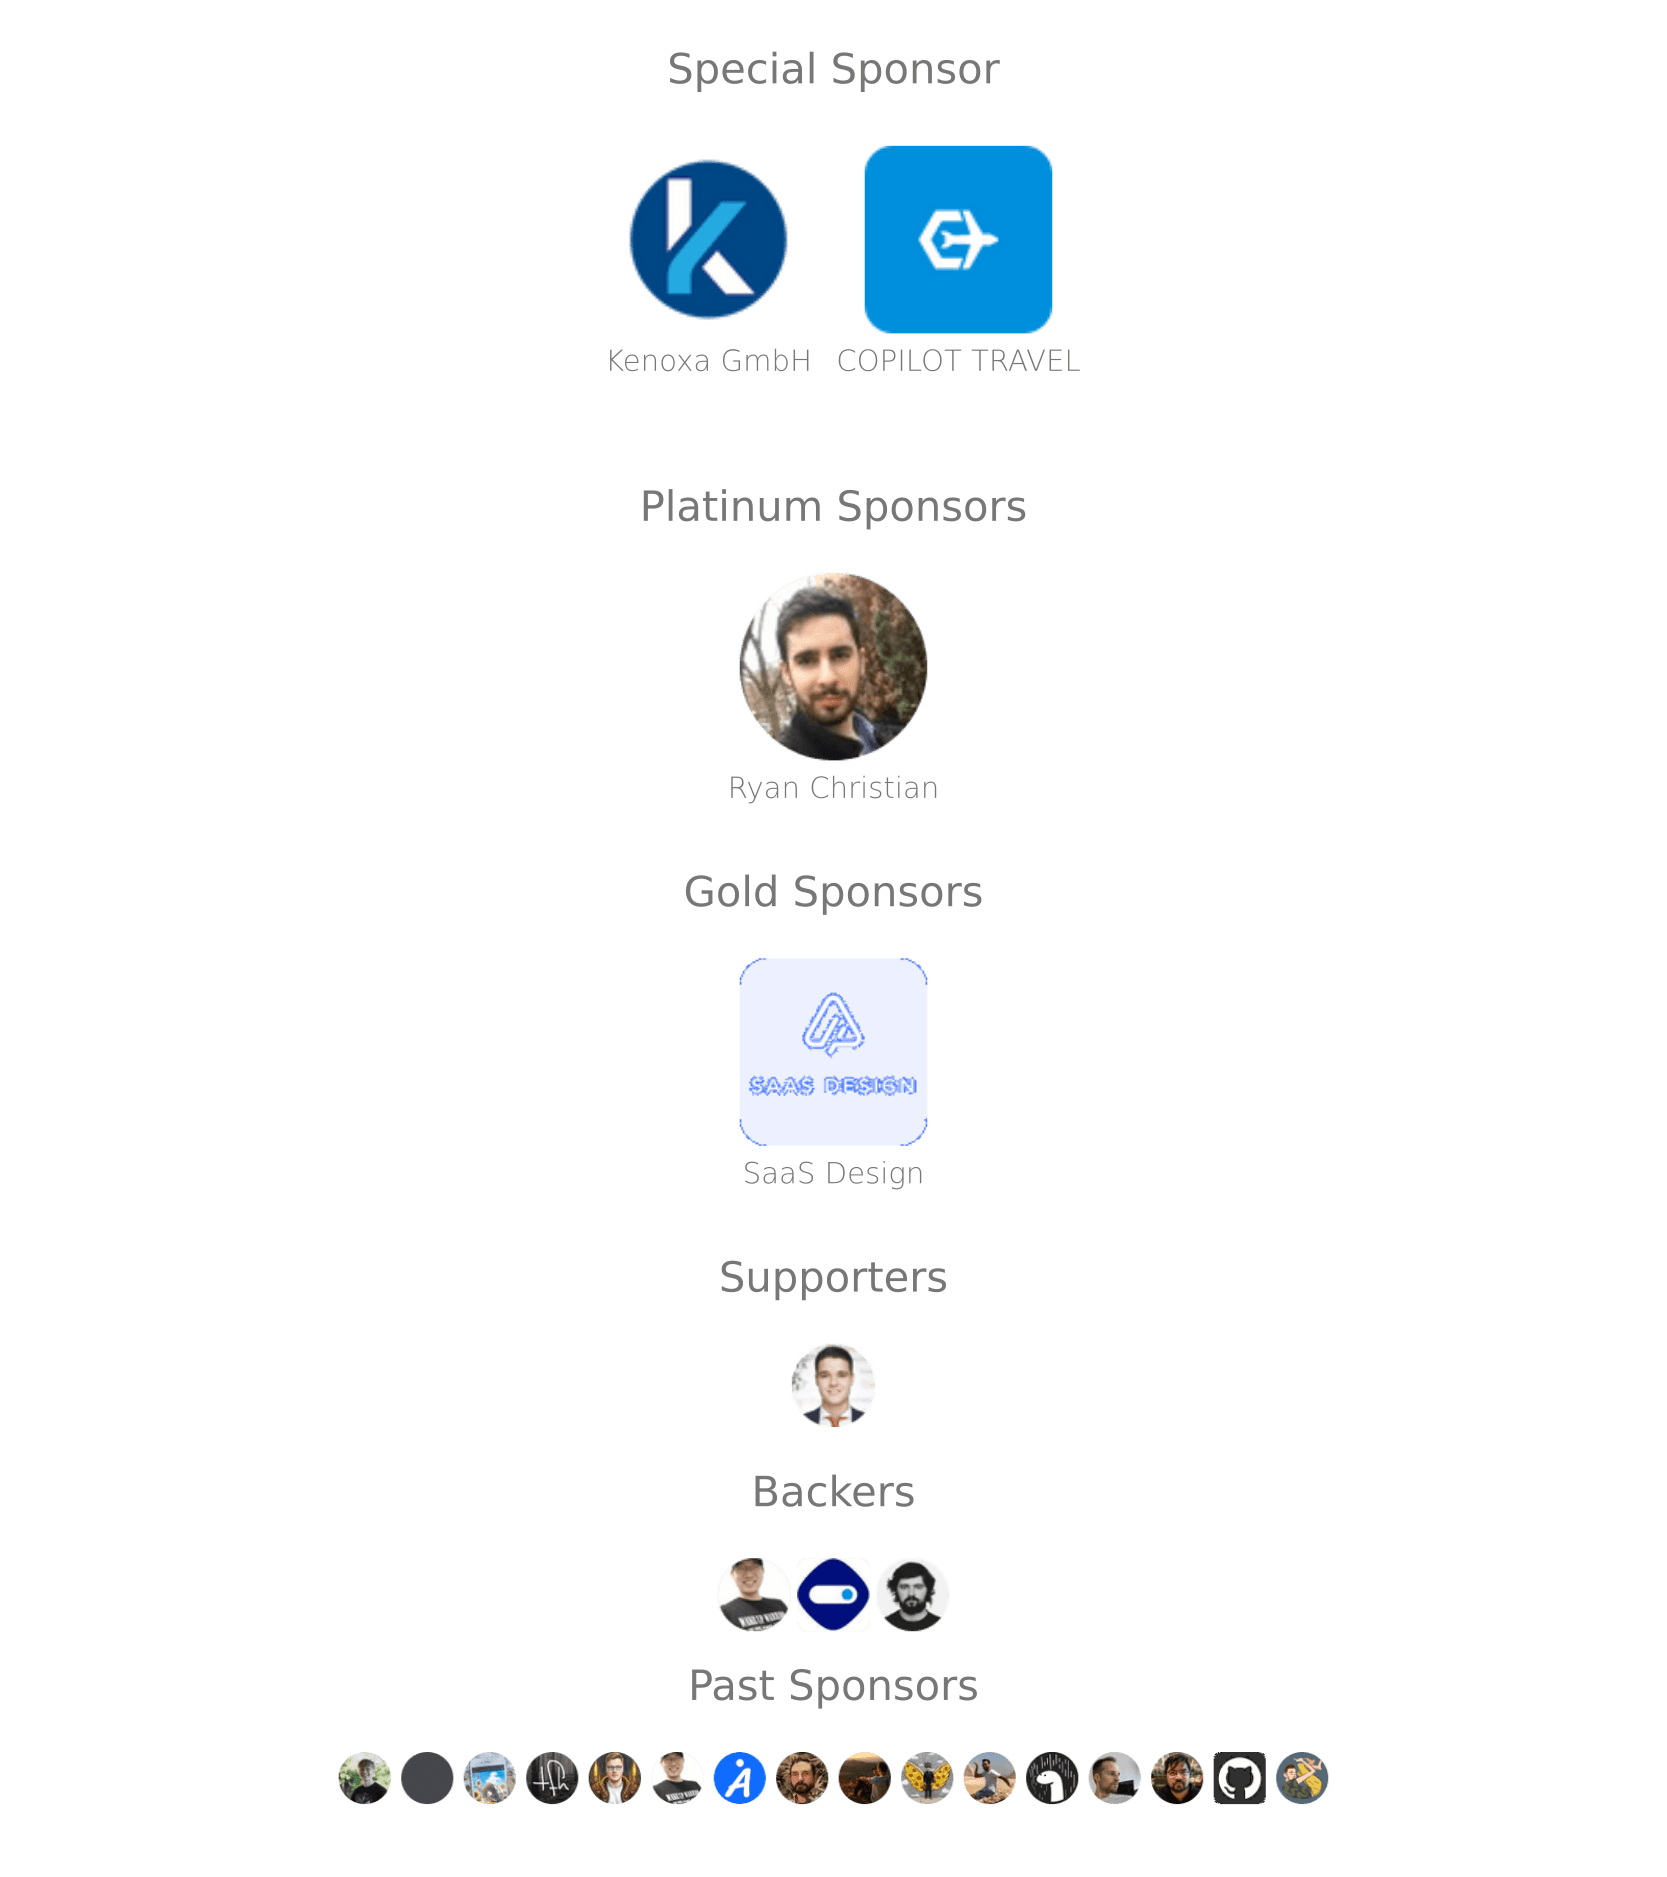 Special Sponsor
Kenoxa GmbH COPILOT TRAVEL
Platinum Sponsors
Ryan Christian
Gold Sponsors
SAAS DESIGN
SaaS Design
Supporters
Backers
Past Sponsors